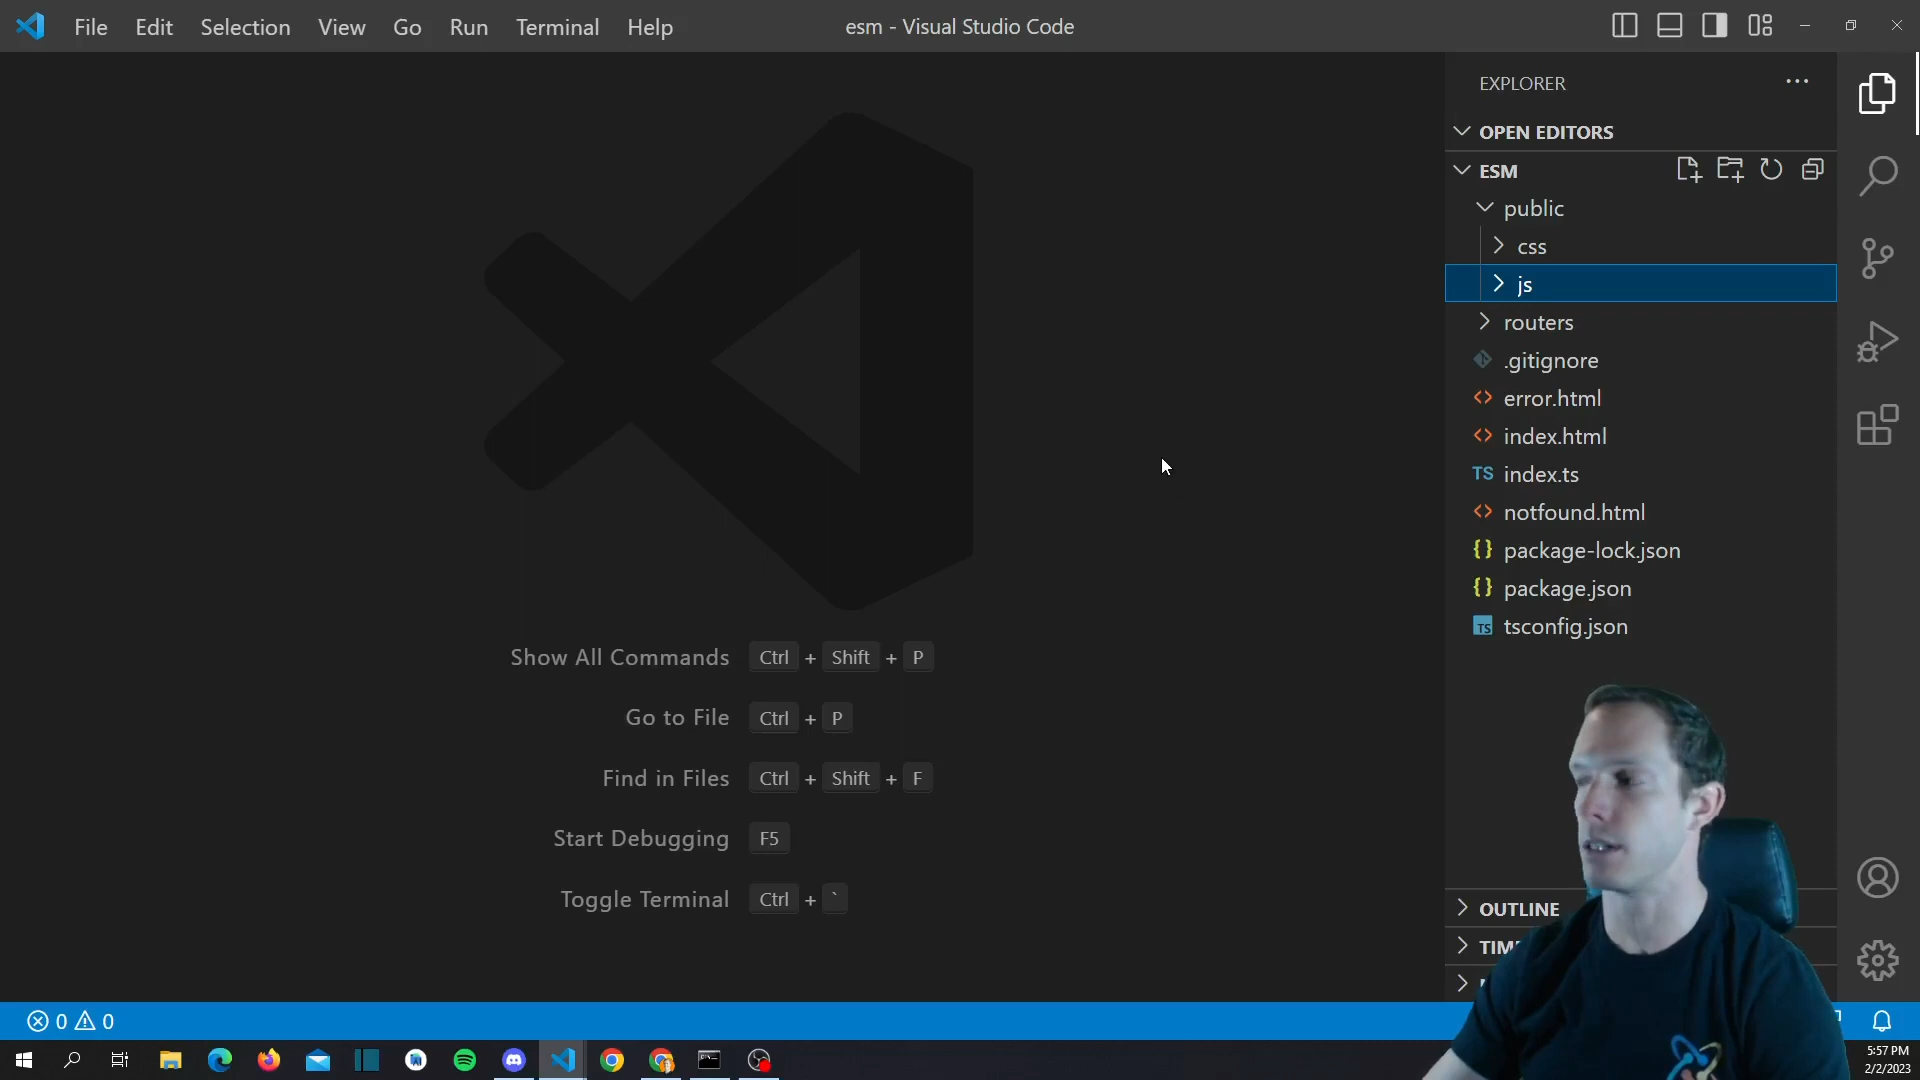 File Edit Selection View Go Run Terminal Help
esm - Visual Studio Code
EXPLORER
OPEN EDITORS
ESM
public
css
js
routers
.gitignore
error.html
index.html
TS index.ts
notfound.html
{} package-lock.json
{} package.json
TS tsconfig.json
Show All Commands Ctrl + Shift + P
Go to File Ctrl + P
Find in Files Ctrl + Shift + F
Start Debugging F5
Toggle Terminal Ctrl + `
OUTLINE
0 0
5:57 PM
2/2/2023